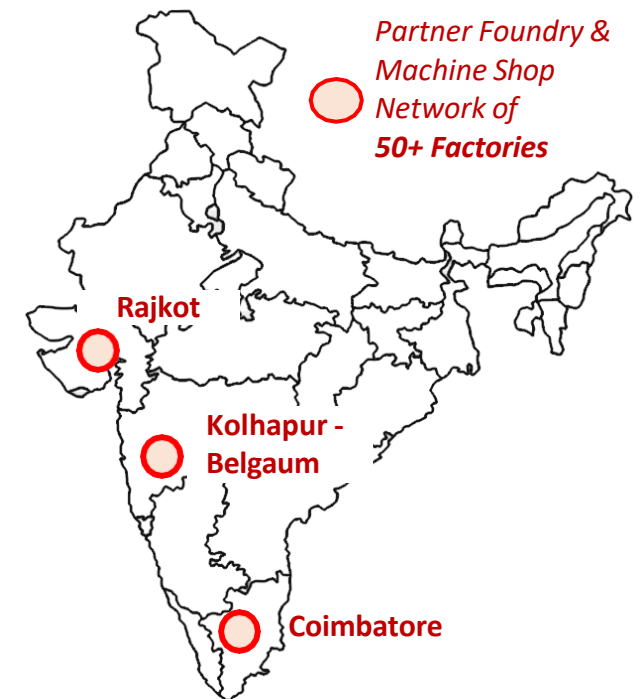 Partner Foundry &
Machine Shop
Network of
50+ Factories
Rajkot
Kolhapur -
Belgaum
Coimbatore